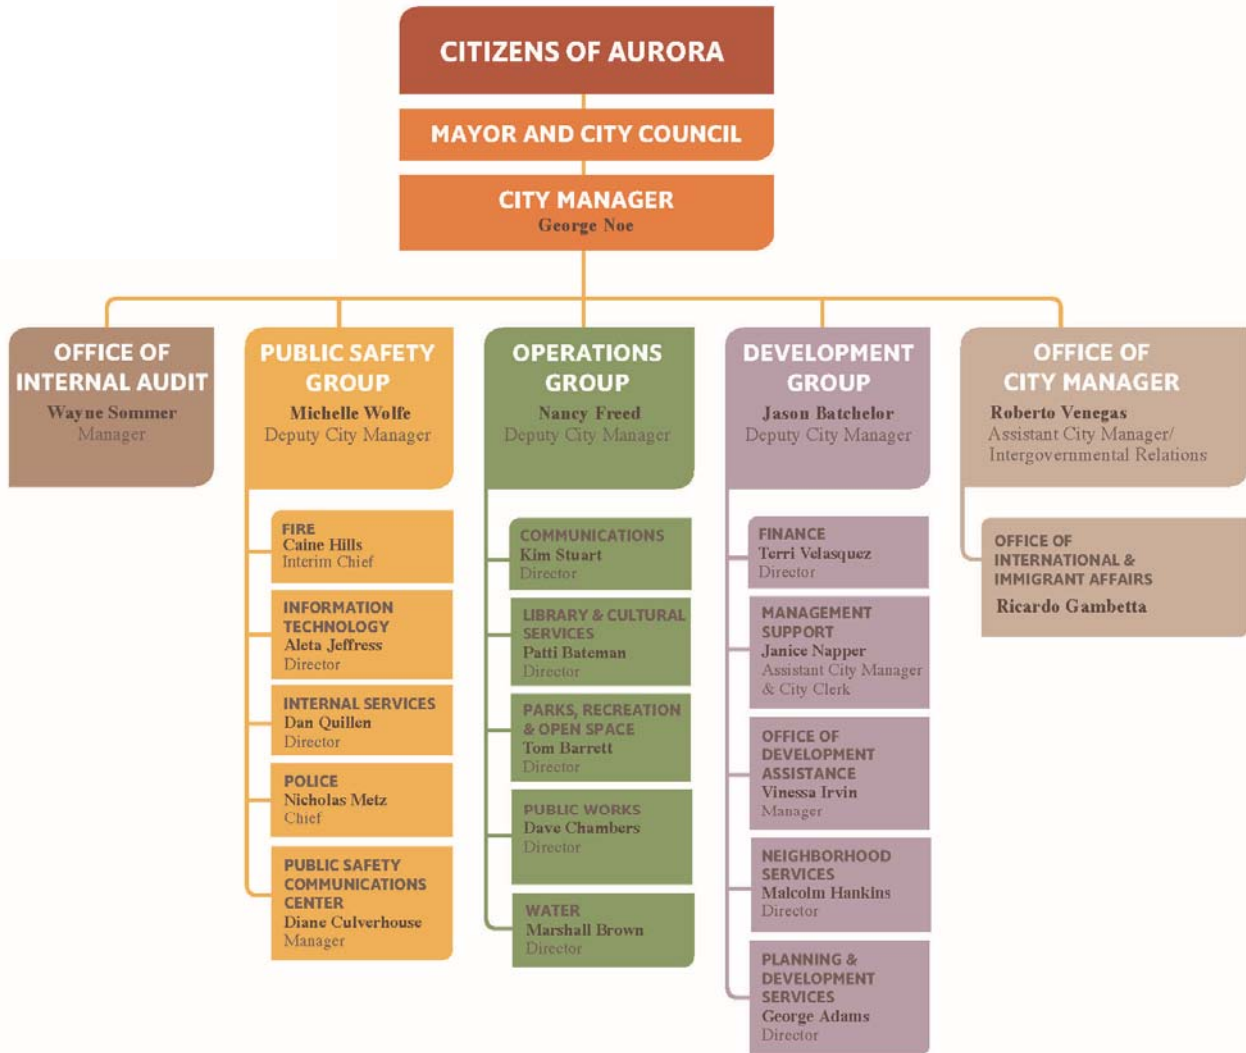 CITIZENS OF AURORA
MAYOR AND CITY COUNCIL
CITY MANAGER
George Noe
OFFICE OF
INTERNAL AUDIT
Wayne Sommer
Manager
PUBLIC SAFETY
GROUP
Michelle Wolfe
Deputy City Manager
FIRE
Caine Hills
Interim Chief
INFORMATION
TECHNOLOGY
Aleta Jeffress
Director
INTERNAL SERVICES
Dan Quillen
Director
POLICE
Nicholas Metz
Chief
PUBLIC SAFETY
COMMUNICATIONS
CENTER
Diane Culverhouse
Manager
OPERATIONS
GROUP
Nancy Freed
Deputy City Manager
COMMUNICATIONS
Kim Stuart
Director
LIBRARY & CULTURAL
SERVICES
Patti Bateman
Director
PARKS, RECREATION
& OPEN SPACE
Tom Barrett
Director
PUBLIC WORKS
Dave Chambers
Director
WATER
Marshall Brown
Director
DEVELOPMENT
GROUP
Jason Batchelor
Deputy City Manager
FINANCE
Terri Velasquez
Director
MANAGEMENT
SUPPORT
Janice Napper
Assistant City Manager
& City Clerk
OFFICE OF
DEVELOPMENT
ASSISTANCE
Vinessa Irvin
Manager
NEIGHBORHOOD
SERVICES
Malcolm Hankins
Director
PLANNING &
DEVELOPMENT
SERVICES
George Adams
Director
OFFICE OF
CITY MANAGER
Roberto Venegas
Assistant City Manager/
Intergovernmental Relations
OFFICE OF
INTERNATIONAL &
IMMIGRANT AFFAIRS
Ricardo Gambetta